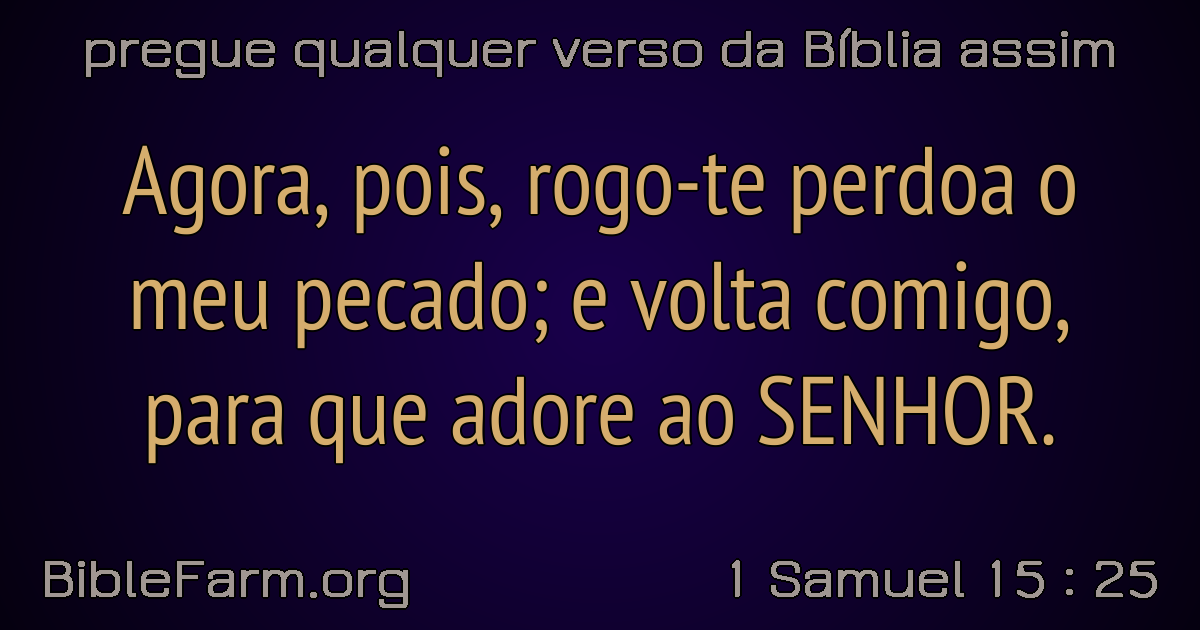 pregue qualquer verso da Bíblia assim
Agora, pois, rogo-te perdoa o
meu pecado; e volta comigo,
para que adore ao SENHOR.
BibleFarm.org
1 Samuel 15 : 25